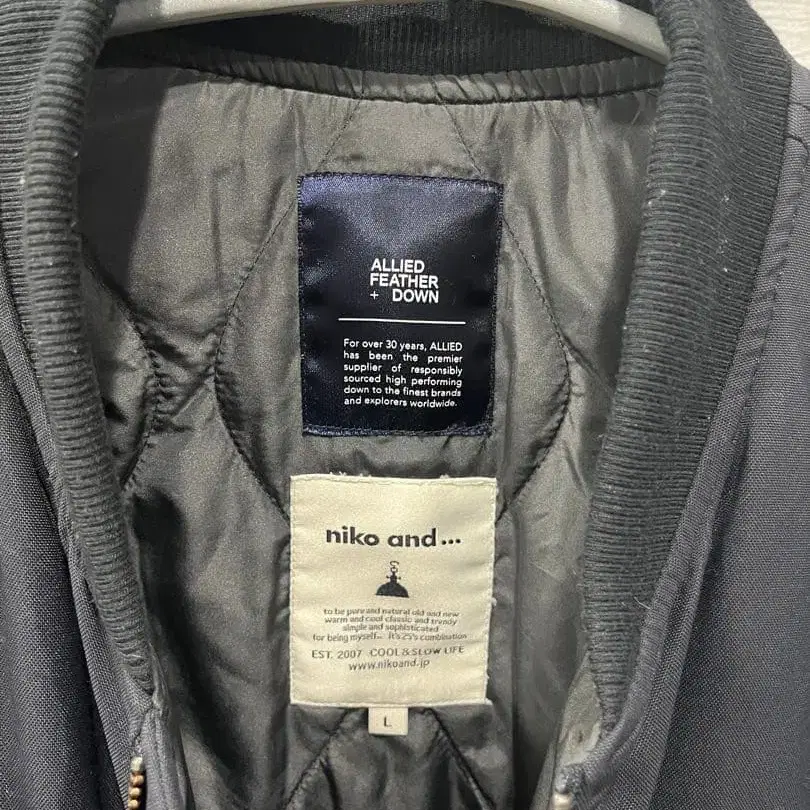 ALLIED
FEATHER
+ DOWN
For over 30 years, ALLIED
has been the premier
supplier of responsibly
sourced high performing
down to the finest brands
and explorers worldwide.
niko and...
to be pure and natural old and new
warm and cool classic and trendy
simple and sophisticated
for being myself... it's 25's combination
EST. 2007 COOL & SLOW LIFE
www.nikoand.jp
L